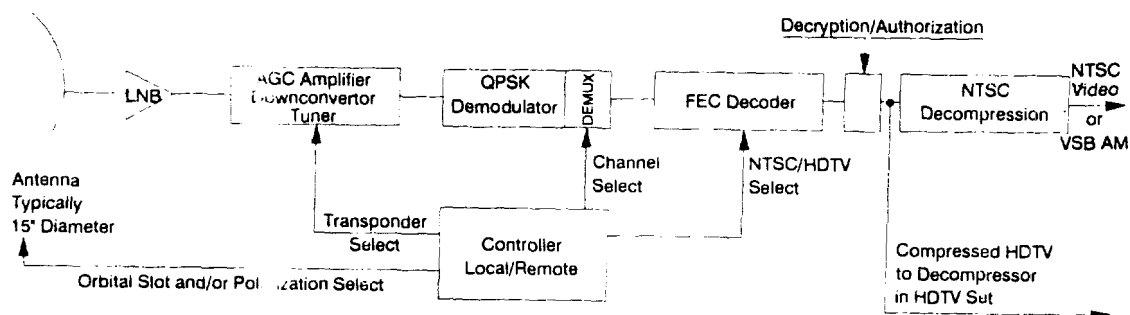 Decryption/Authorization
LNB
AGC Amplifier
Downconvertor
Tuner
QPSK
Demodulator
DEMUX
FEC Decoder
NTSC
Decompression
NTSC
Video
or
VSB AM
Channel
Select
NTSC/HDTV
Select
Antenna
Typically
15" Diameter
Transponder
Select
Controller
Local/Remote
Orbital Slot and/or Select
Compressed HDTV
to Decompressor
in HDTV Set